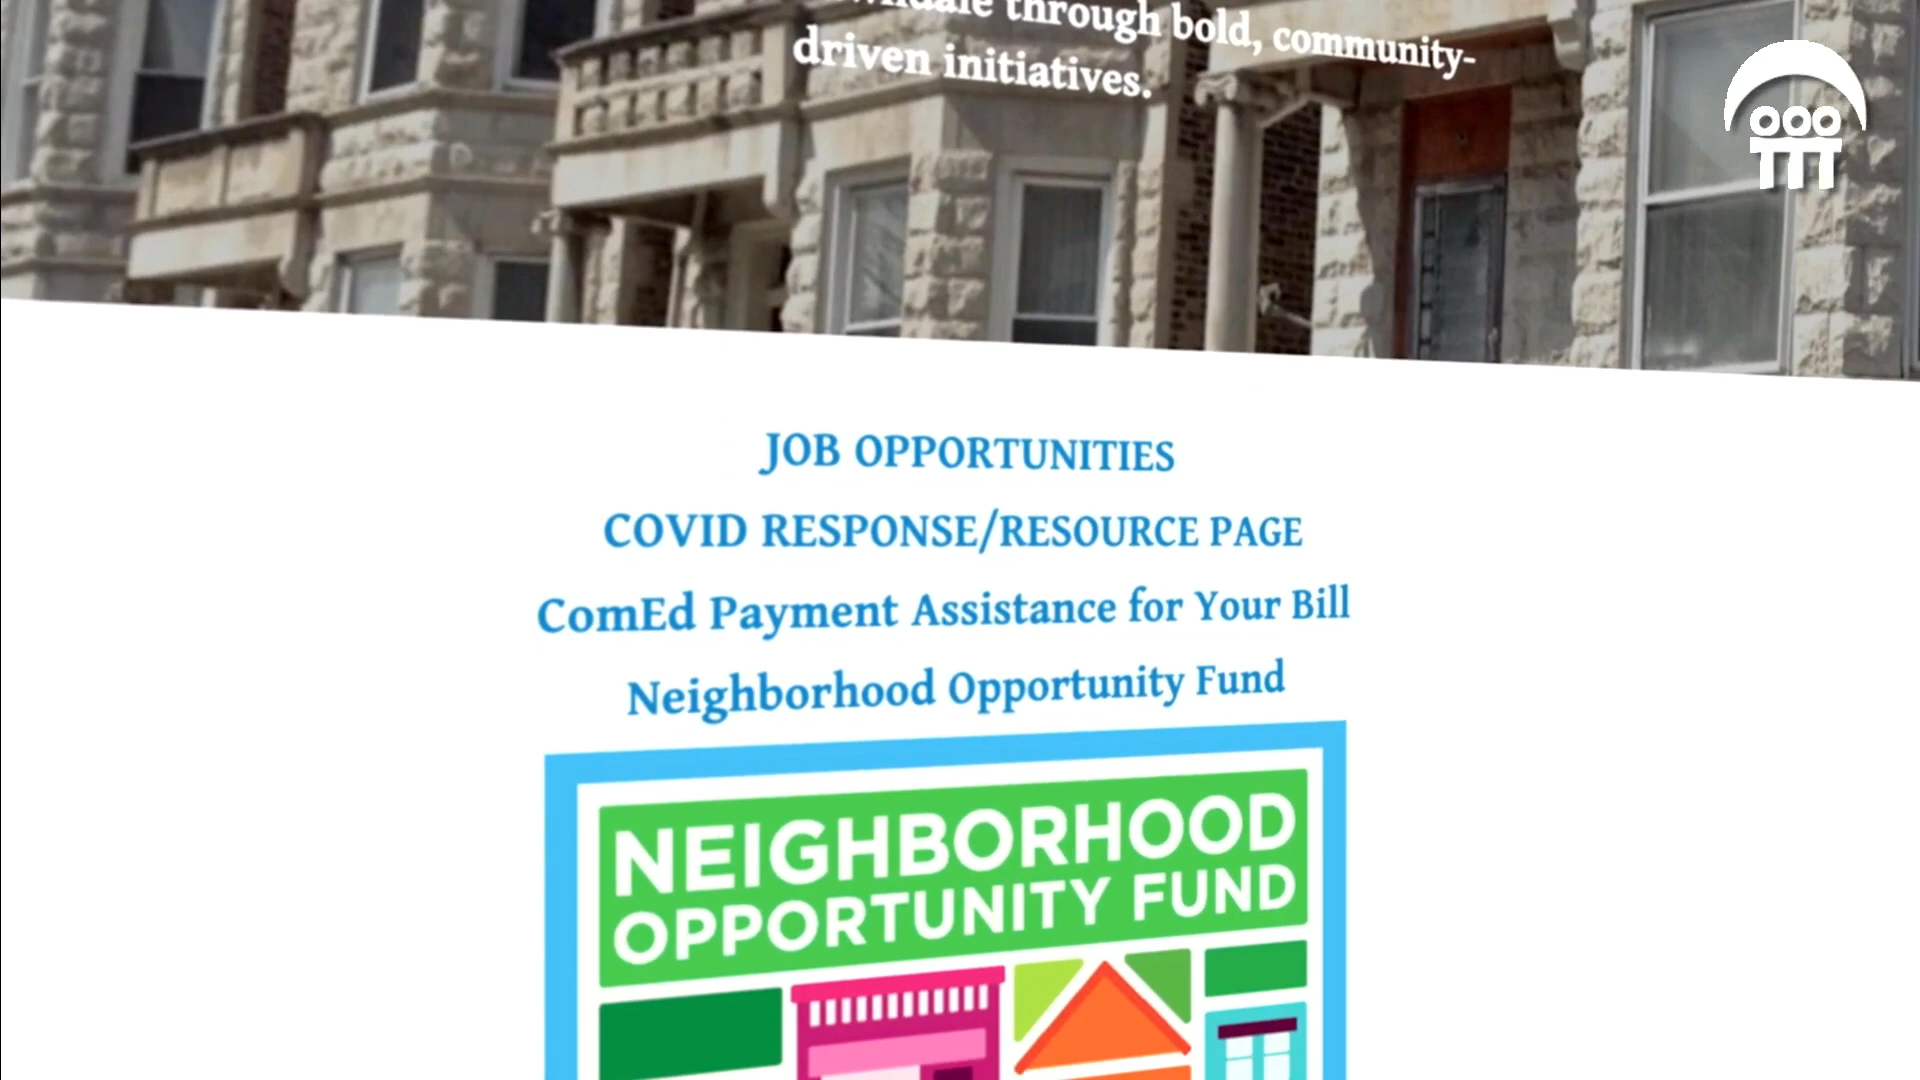 through bold, community-
driven initiatives.
JOB OPPORTUNITIES
COVID RESPONSE/RESOURCE PAGE
ComEd Payment Assistance for Your Bill
Neighborhood Opportunity Fund
NEIGHBORHOOD
OPPORTUNITY FUND